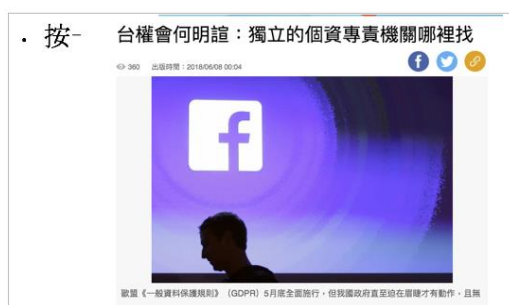 · 按-
台權會何明諠：獨立的個資專責機關哪裡找
360 出版時間：2018/06/08 00:04
歐盟《一般資料保護規則》（GDPR）5月底全面施行，但我國政府直至迫在眉睫才有動作，且無